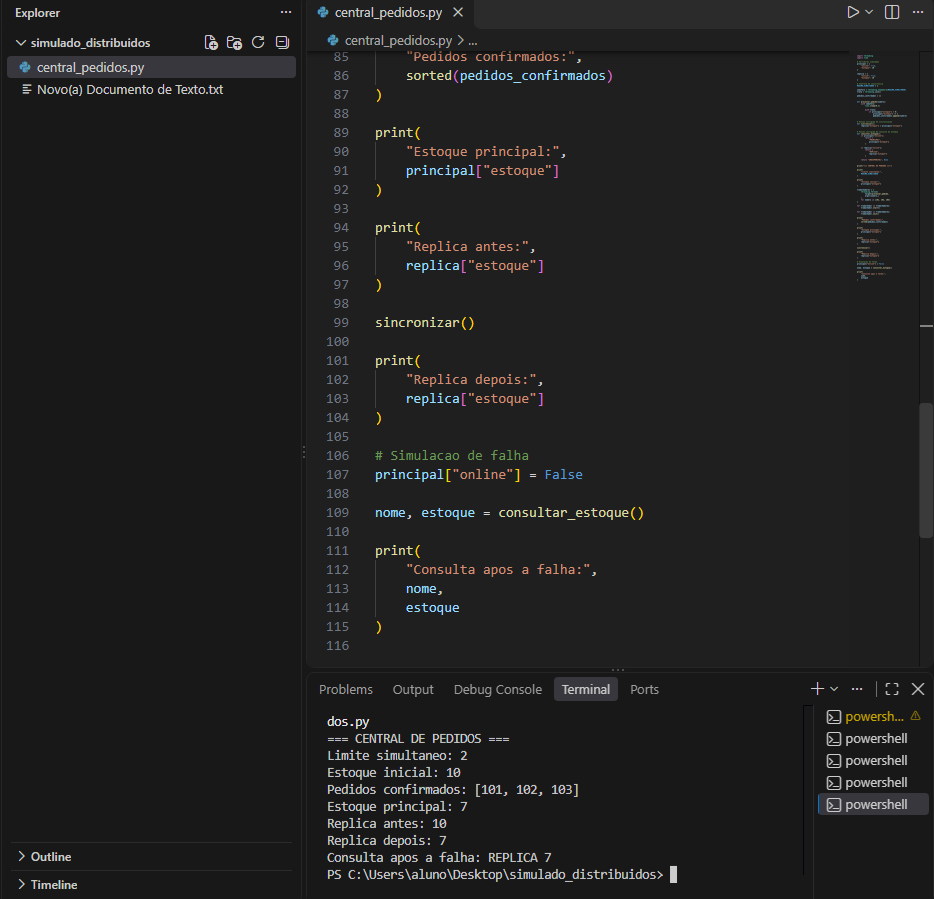 Explorer
simulado_distribuidos
central_pedidos.py
Novo(a) Documento de Texto.txt
Outline
Timeline
central_pedidos.py
central_pedidos.py > ...
85 "Pedidos confirmados:",
86 sorted(pedidos_confirmados)
87 )
88
89 print(
90 "Estoque principal:",
91 principal["estoque"]
92 )
93
94 print(
95 "Replica antes:",
96 replica["estoque"]
97 )
98
99 sincronizar()
100
101 print(
102 "Replica depois:",
103 replica["estoque"]
104 )
105
106 # Simulacao de falha
107 principal["online"] = False
108
109 nome, estoque = consultar_estoque()
110
111 print(
112 "Consulta apos a falha:",
113 nome,
114 estoque
115 )
116
Problems Output Debug Console Terminal Ports
dos.py
=== CENTRAL DE PEDIDOS ===
Limite simultaneo: 2
Estoque inicial: 10
Pedidos confirmados: [101, 102, 103]
Estoque principal: 7
Replica antes: 10
Replica depois: 7
Consulta apos a falha: REPLICA 7
PS C:\Users\aluno\Desktop\simulado_distribuidos>
powersh...
powershell
powershell
powershell
powershell